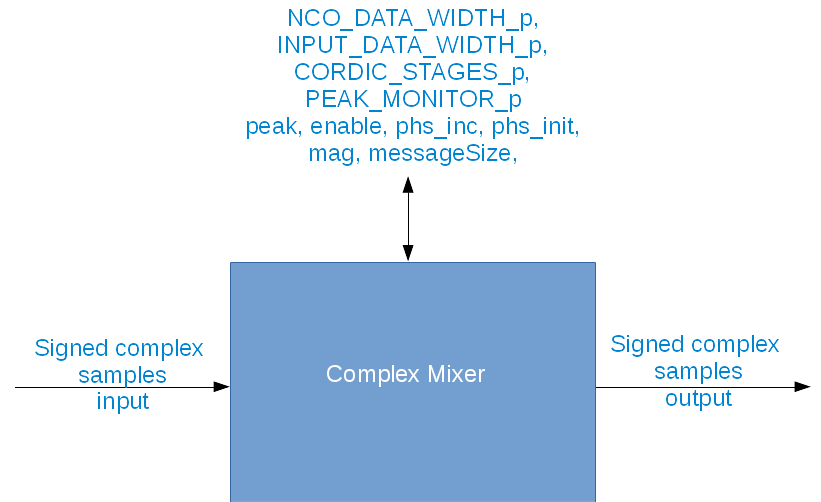 NCO_DATA_WIDTH_p,
INPUT_DATA_WIDTH_p,
CORDIC_STAGES_p,
PEAK_MONITOR_p
peak, enable, phs_inc, phs_init,
mag, messageSize,
Signed complex
samples
input
Complex Mixer
Signed complex
samples
output